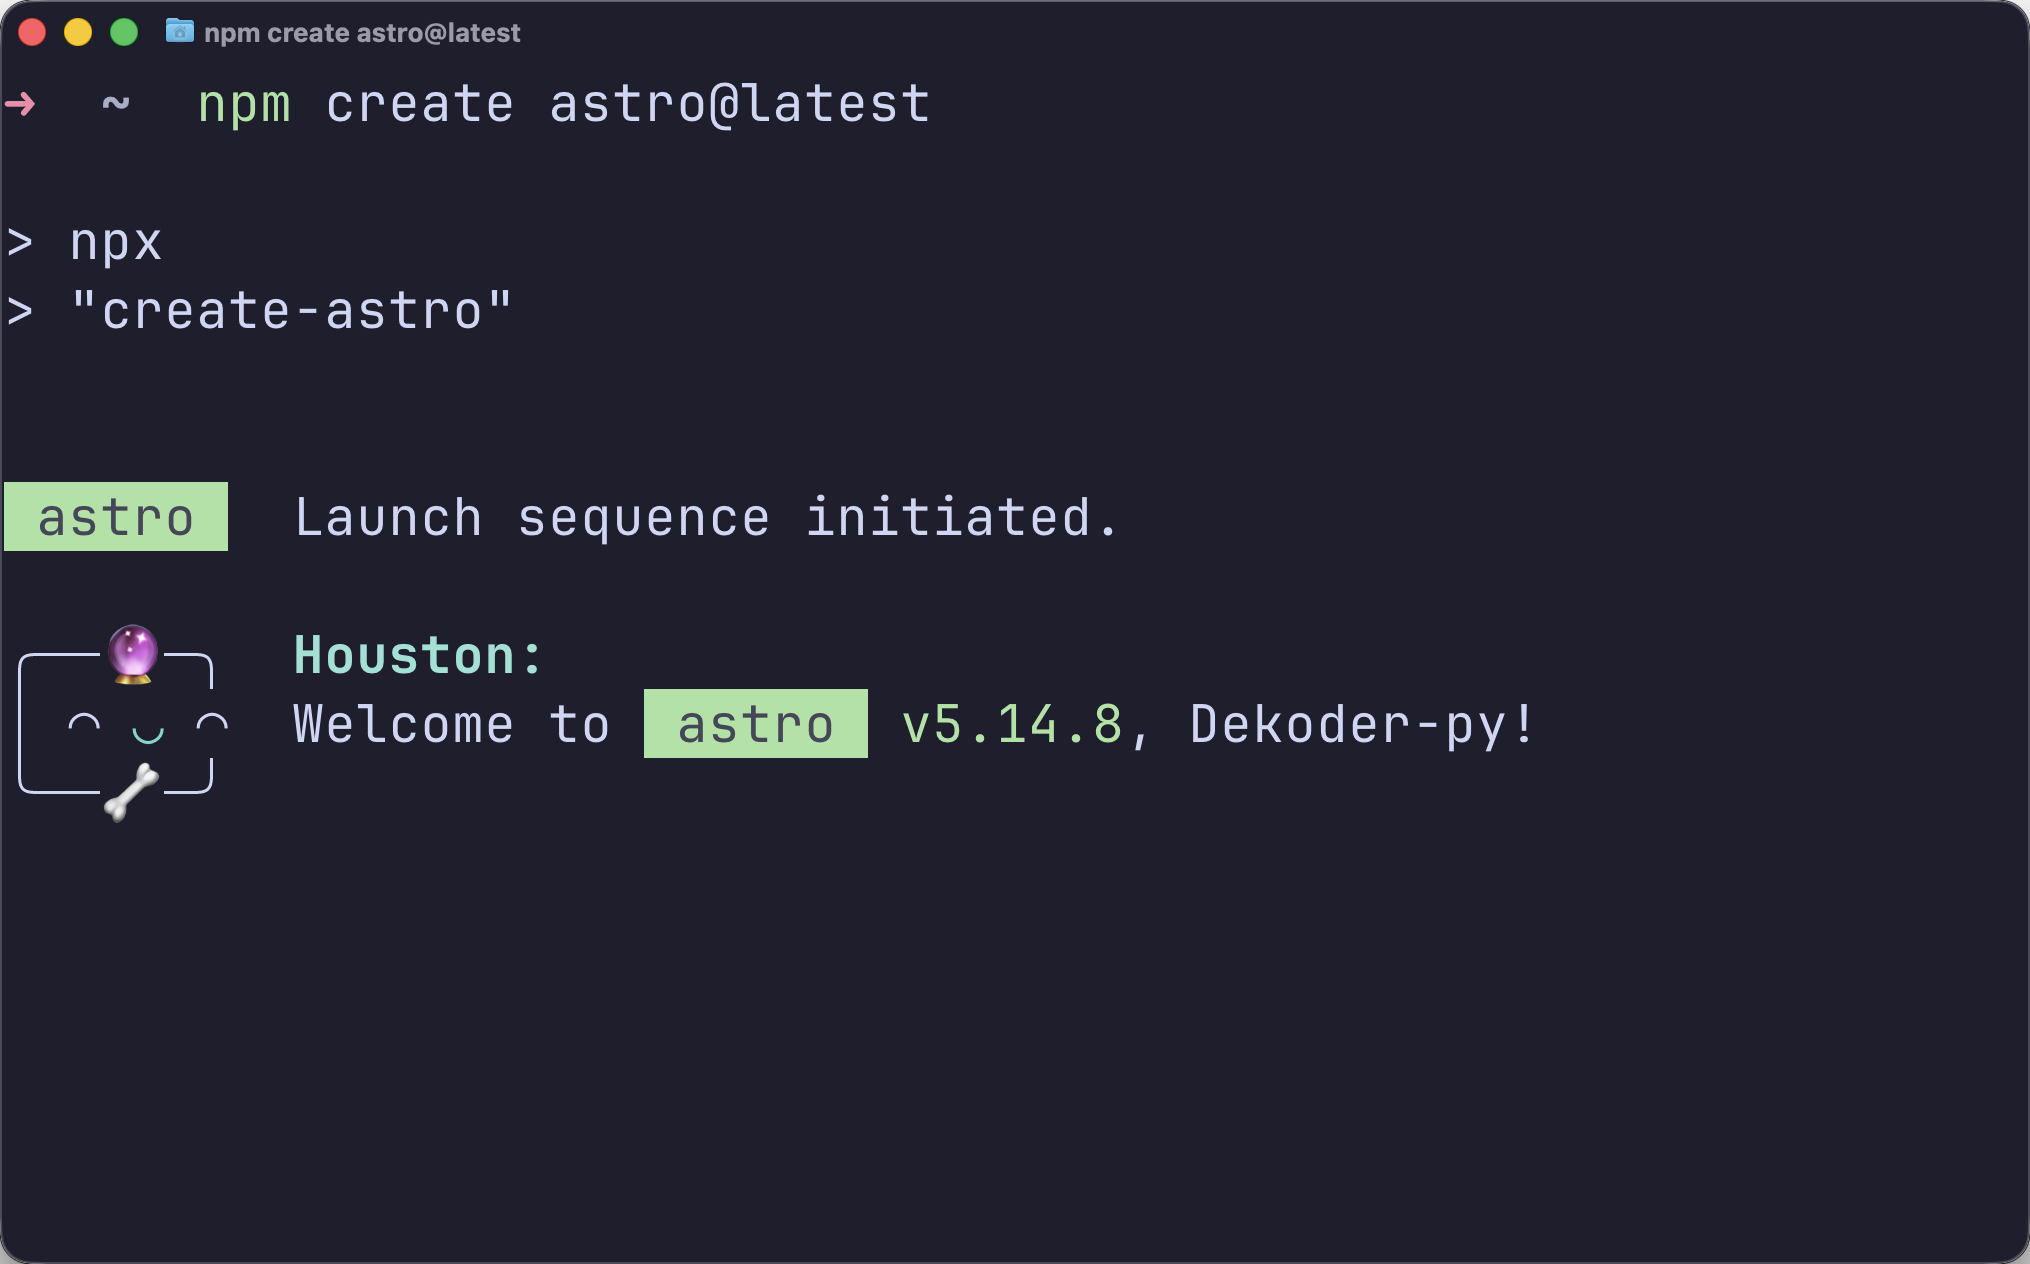 npm create astro@latest
➜ ~ npm create astro@latest
> npx
> "create-astro"
astro Launch sequence initiated.
Houston:
Welcome to astro v5.14.8, Dekoder-py!